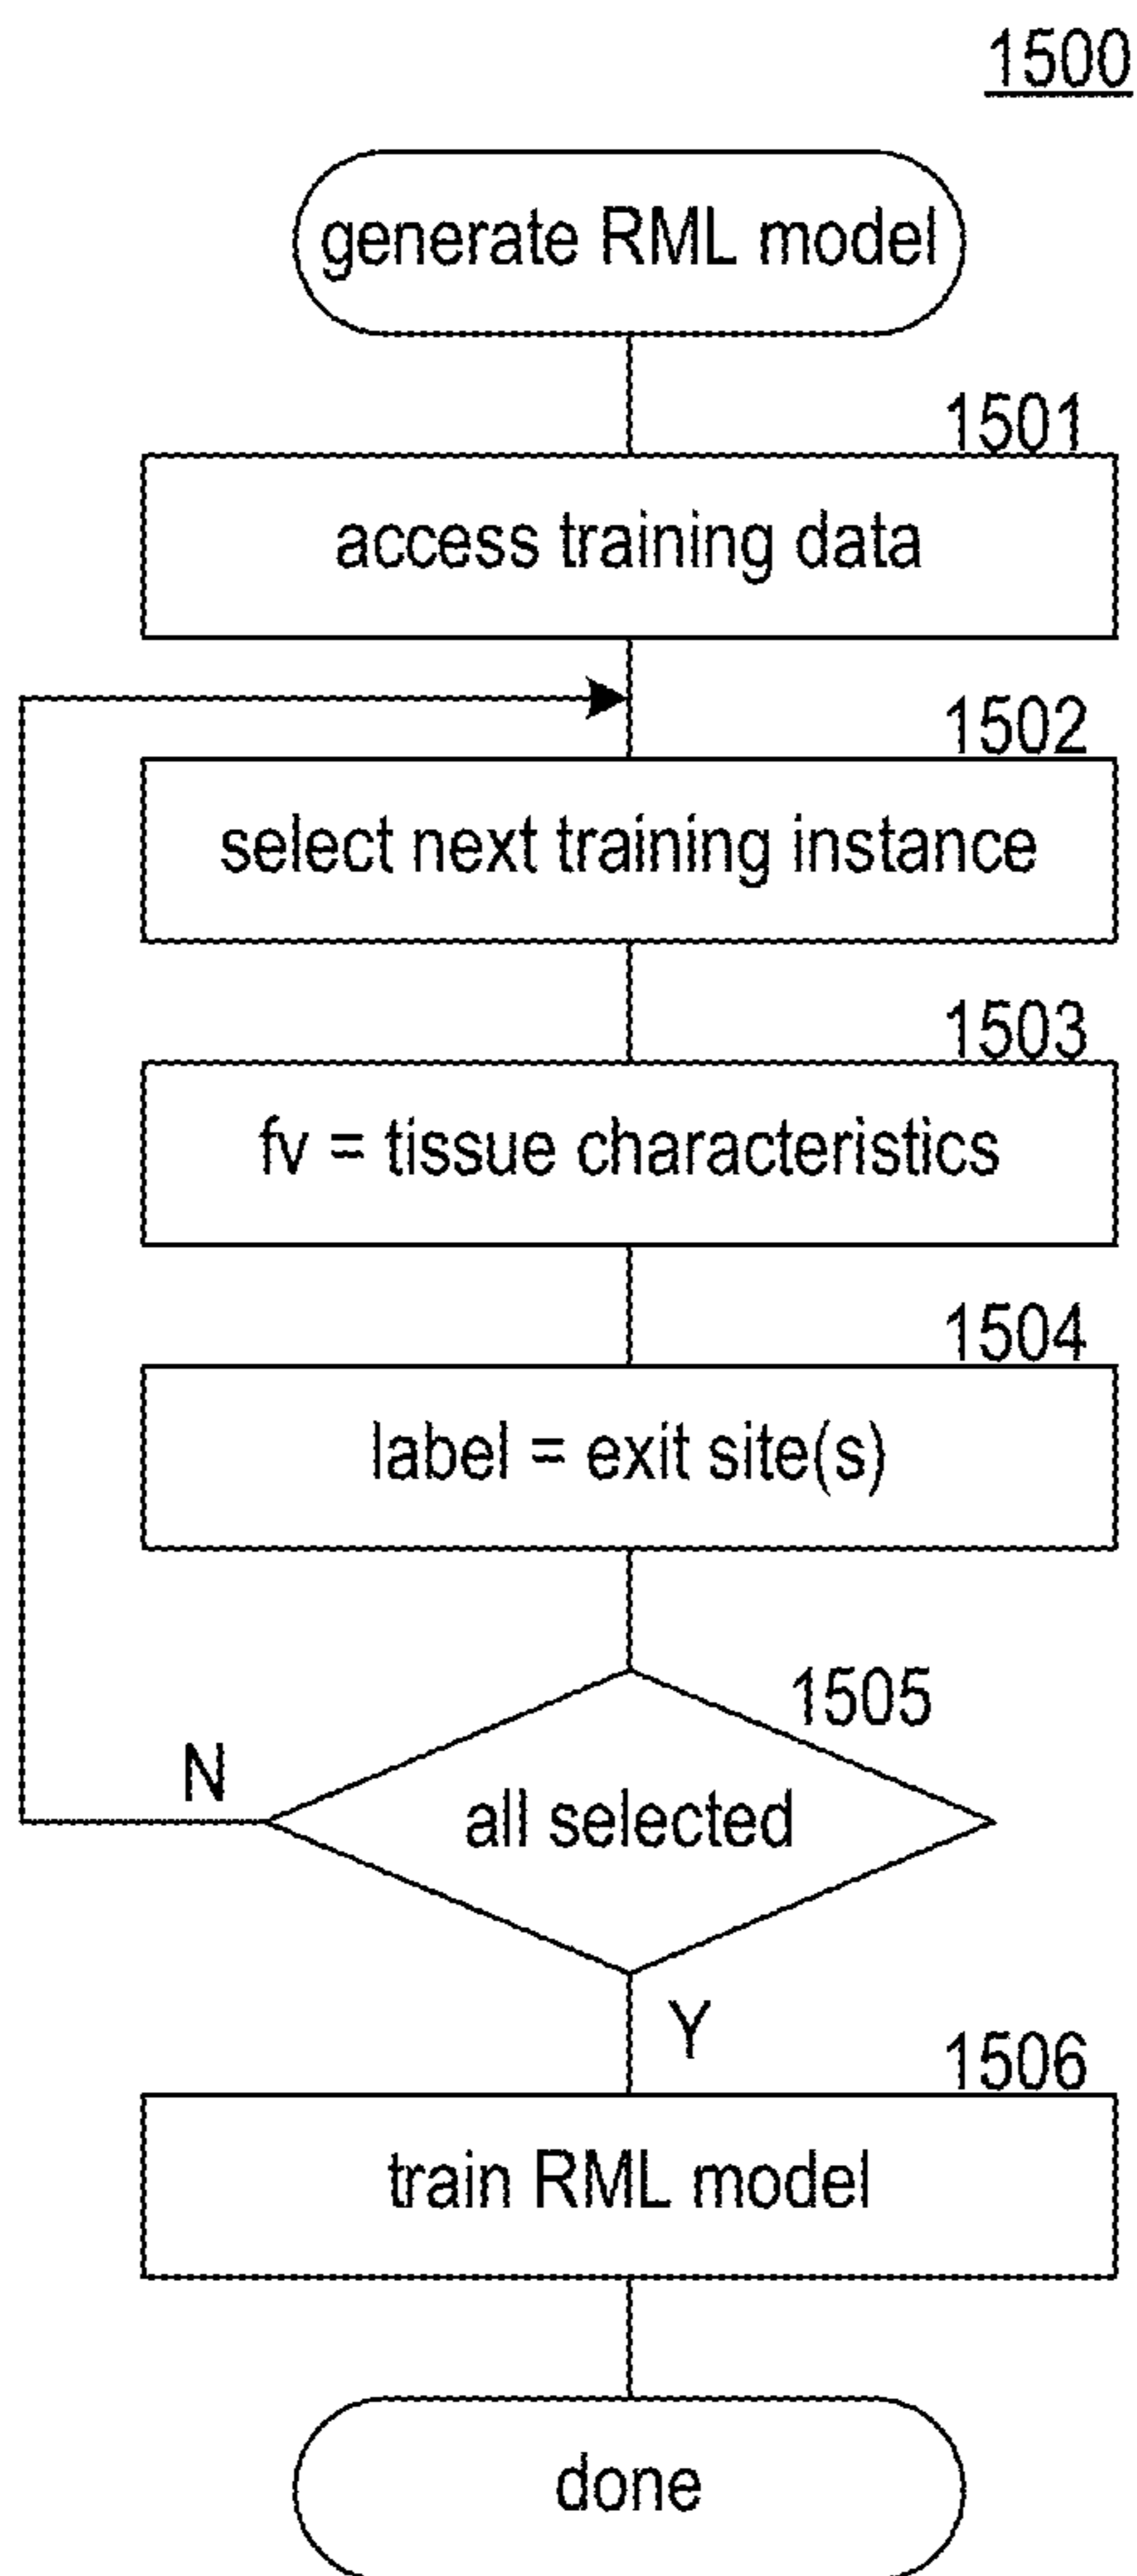 1500
generate RML model
1501
access training data
1502
select next training instance
1503
fv = tissue characteristics
1504
label = exit site(s)
1505
N
all selected
Y
1506
train RML model
done